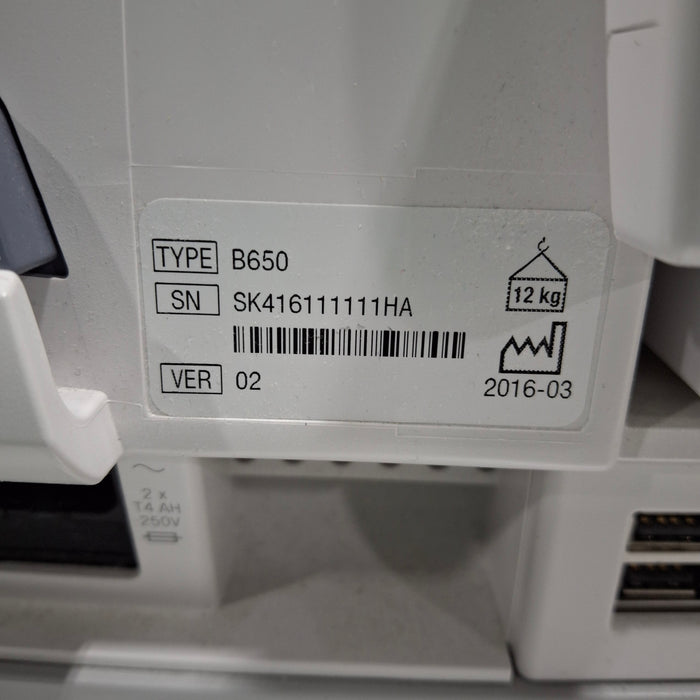 TYPE B650
SN SK416111111HA
12 kg
VER 02
2016-03
2 x
T4 AH
250V